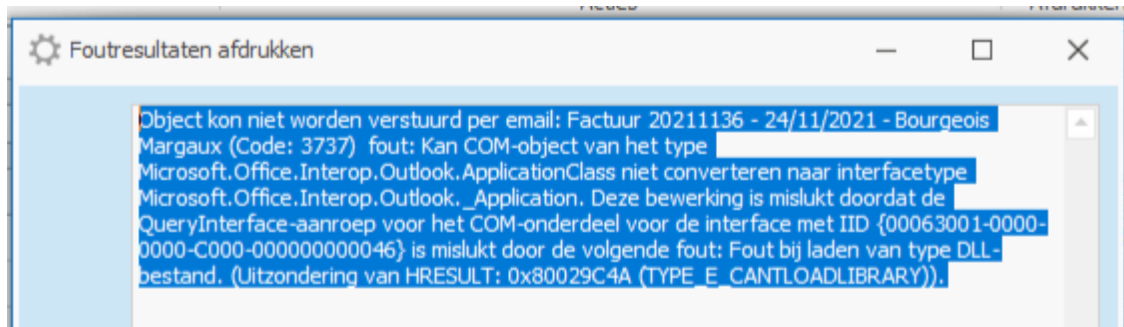 Foutresultaten afdrukken
Object kon niet worden verstuurd per email: Factuur 20211136 - 24/11/2021 - Bourgeois
Margaux (Code: 3737) fout: Kan COM-object van het type
Microsoft.Office.Interop.Outlook.ApplicationClass niet converteren naar interfacetype
Microsoft.Office.Interop.Outlook._Application. Deze bewerking is mislukt doordat de
QueryInterface-aanroep voor het COM-onderdeel voor de interface met IID {00063001-0000-
0000-C000-000000000046} is mislukt door de volgende fout: Fout bij laden van type DLL-
bestand. (Uitzondering van HRESULT: 0x80029C4A (TYPE_E_CANTLOADLIBRARY)).